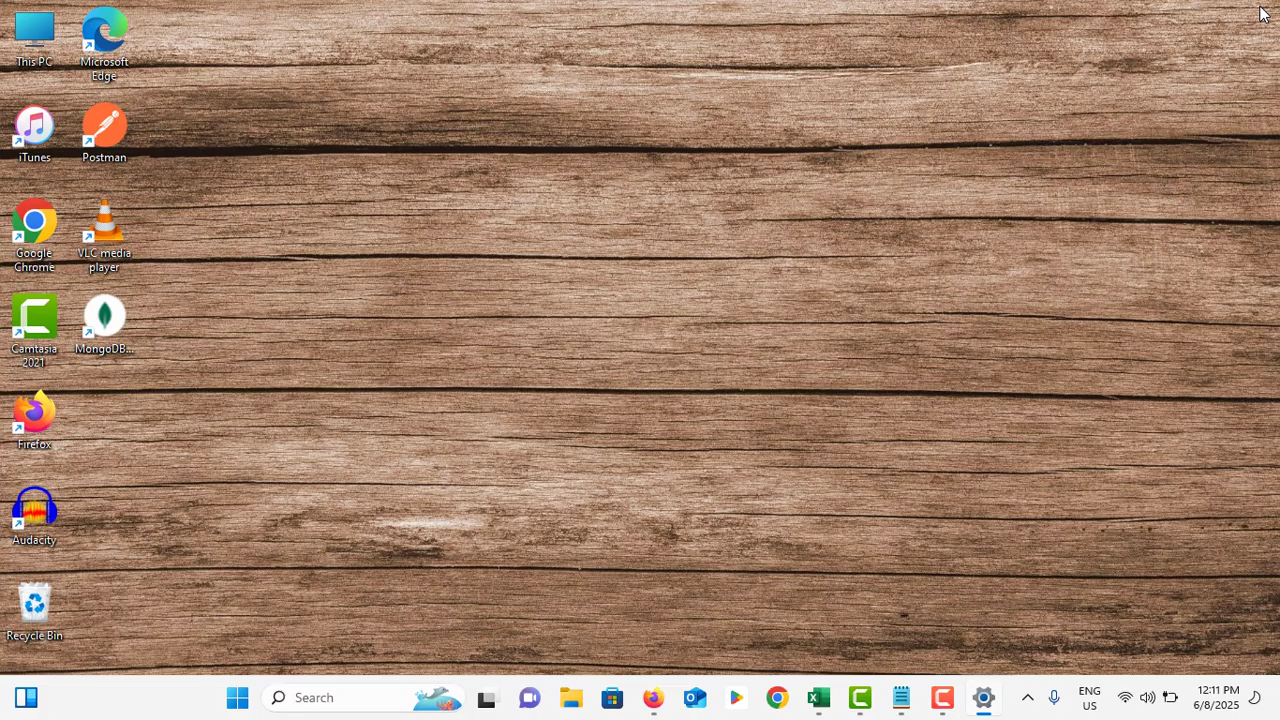 This PC
Microsoft
Edge
iTunes
Postman
Google
Chrome
VLC media
player
Camtasia
2021
MongoDB...
Firefox
Audacity
Recycle Bin
Search
ENG
US
12:11 PM
6/8/2025